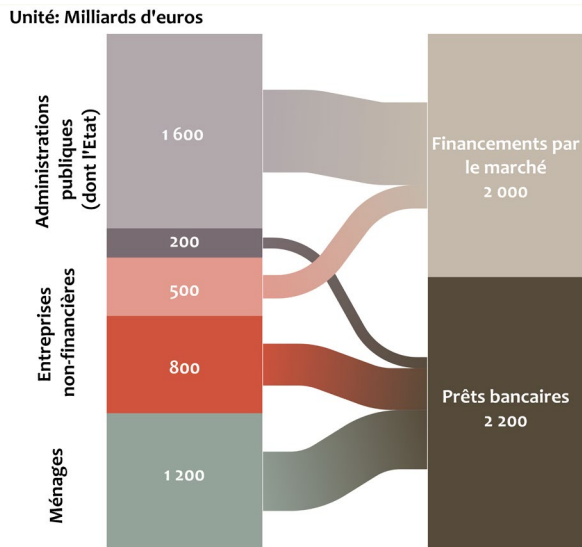 Unité: Milliards d'euros
Administrations
publiques
(dont l'Etat)
1 600
200
Entreprises
non-financières
500
800
Ménages
1 200
Financements par
le marché
2 000
Prêts bancaires
2 200